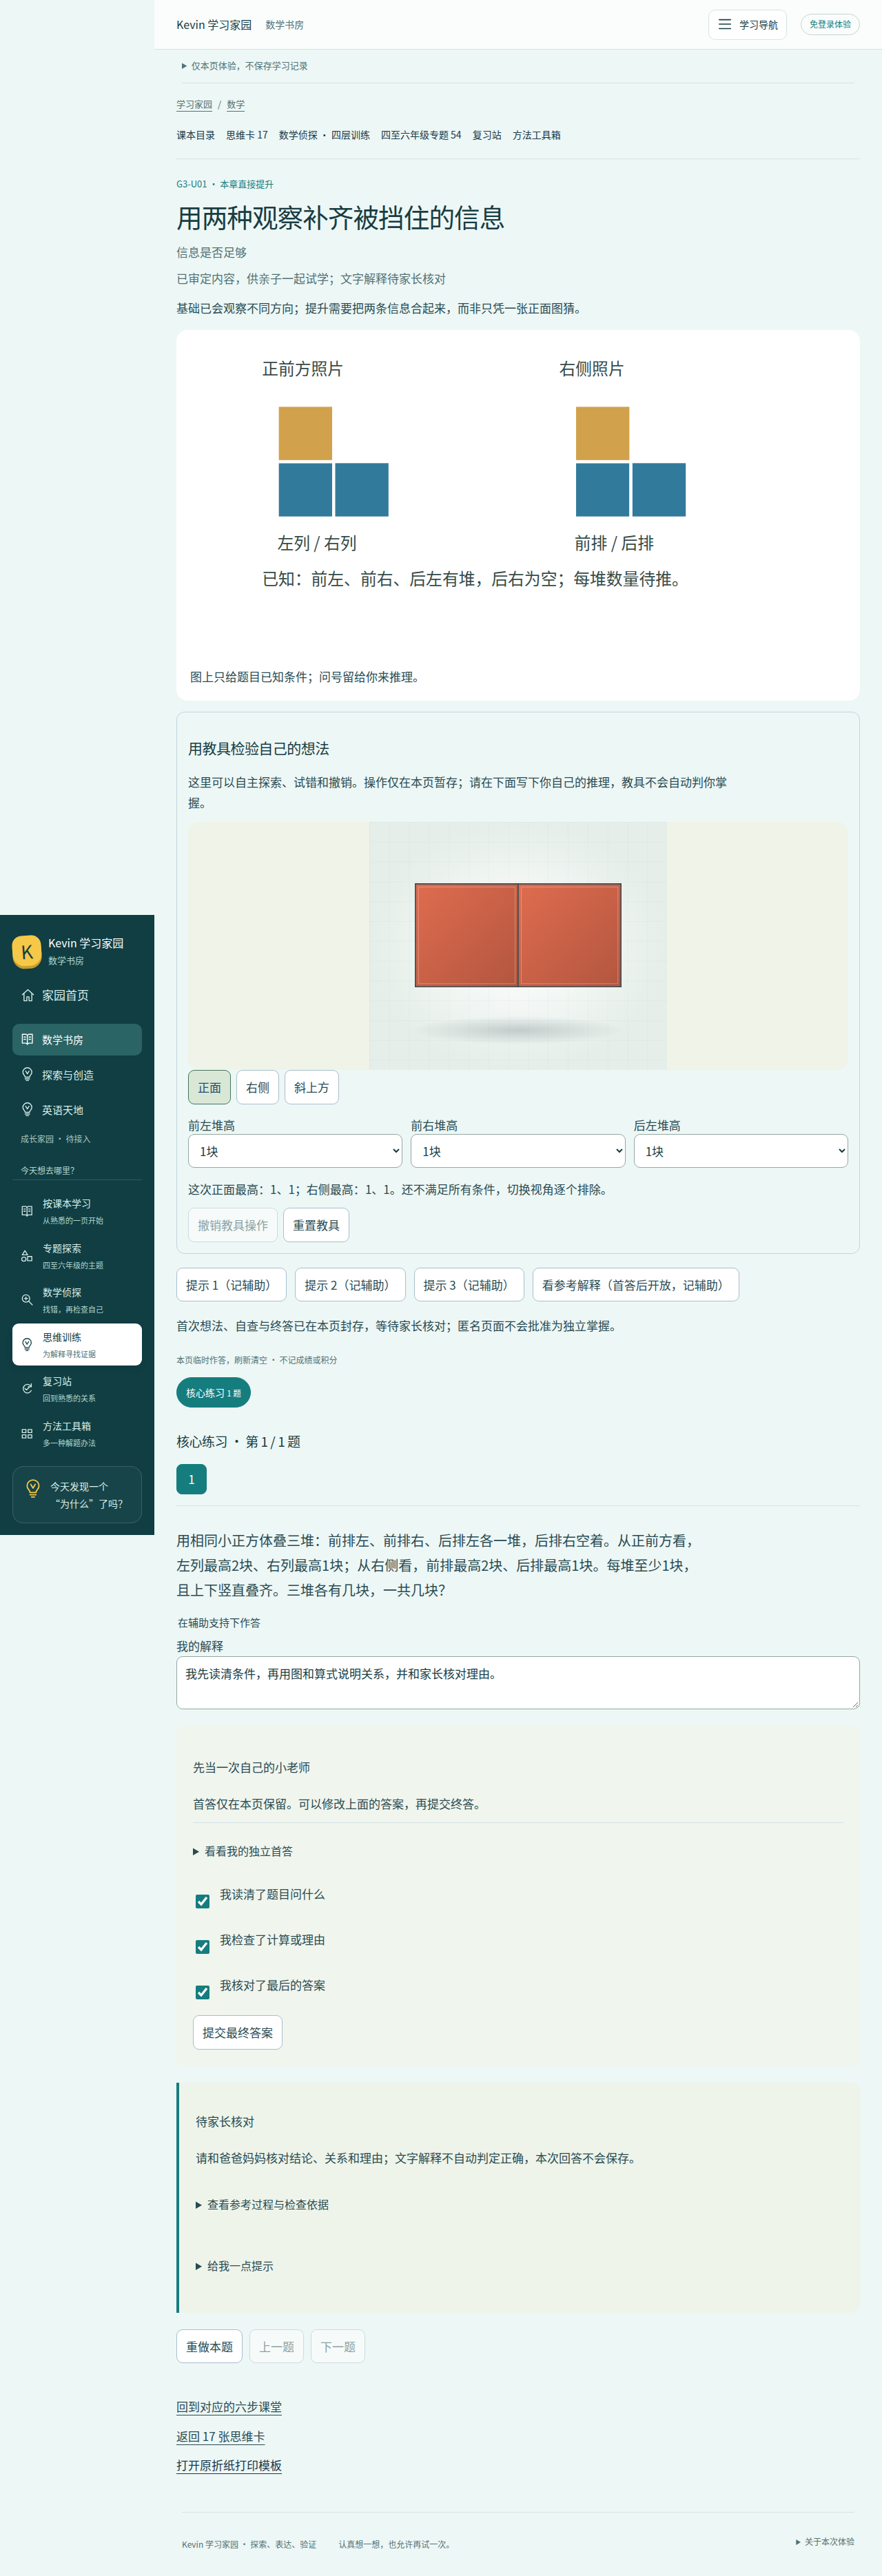 Kevin 学习家园 数学书房
学习导航
免登录体验
仅本页体验，不保存学习记录
学习家园 / 数学
课本目录 思维卡 17 数学侦探 · 四层训练 四至六年级专题 54 复习站 方法工具箱
G3-U01 · 本章直接提升
用两种观察补齐被挡住的信息
信息是否足够
已审定内容，供亲子一起试学；文字解释待家长核对
基础已会观察不同方向；提升需要把两条信息合起来，而非只凭一张正面图猜。
正前方照片 右侧照片
左列 / 右列 前排 / 后排
已知：前左、前右、后左有堆，后右为空；每堆数量待推。
图上只给题目已知条件；问号留给你来推理。
用教具检验自己的想法
这里可以自主探索、试错和撤销。操作仅在本页暂存；请在下面写下你自己的推理，教具不会自动判你掌
握。
正面 右侧 斜上方
前左堆高 前右堆高 后左堆高
1块 1块 1块
这次正面最高：1、1；右侧最高：1、1。还不满足所有条件，切换视角逐个排除。
撤销教具操作 重置教具
提示 1（记辅助） 提示 2（记辅助） 提示 3（记辅助） 看参考解释（首答后开放，记辅助）
首次想法、自查与终答已在本页封存，等待家长核对；匿名页面不会批准为独立掌握。
本页临时作答，刷新清空 · 不记成绩或积分
核心练习 1 题
核心练习 · 第 1 / 1 题
1
用相同小正方体叠三堆：前排左、前排右、后排左各一堆，后排右空着。从正前方看，
左列最高2块、右列最高1块；从右侧看，前排最高2块、后排最高1块。每堆至少1块，
且上下竖直叠齐。三堆各有几块，一共几块？
在辅助支持下作答
我的解释
我先读清条件，再用图和算式说明关系，并和家长核对理由。
先当一次自己的小老师
首答仅在本页保留。可以修改上面的答案，再提交终答。
看看我的独立首答
我读清了题目问什么
我检查了计算或理由
我核对了最后的答案
提交最终答案
待家长核对
请和爸爸妈妈核对结论、关系和理由；文字解释不自动判定正确，本次回答不会保存。
查看参考过程与检查依据
给我一点提示
重做本题 上一题 下一题
回到对应的六步课堂
返回 17 张思维卡
打开原折纸打印模板
Kevin 学习家园 · 探索、表达、验证 认真想一想，也允许再试一次。
关于本次体验
K
Kevin 学习家园
数学书房
家园首页
数学书房
探索与创造
英语天地
成长家园 · 待接入
今天想去哪里？
按课本学习
从熟悉的一页开始
专题探索
四至六年级的主题
数学侦探
找错，再检查自己
思维训练
为解释寻找证据
复习站
回到熟悉的关系
方法工具箱
多一种解题办法
今天发现一个
“为什么”了吗？